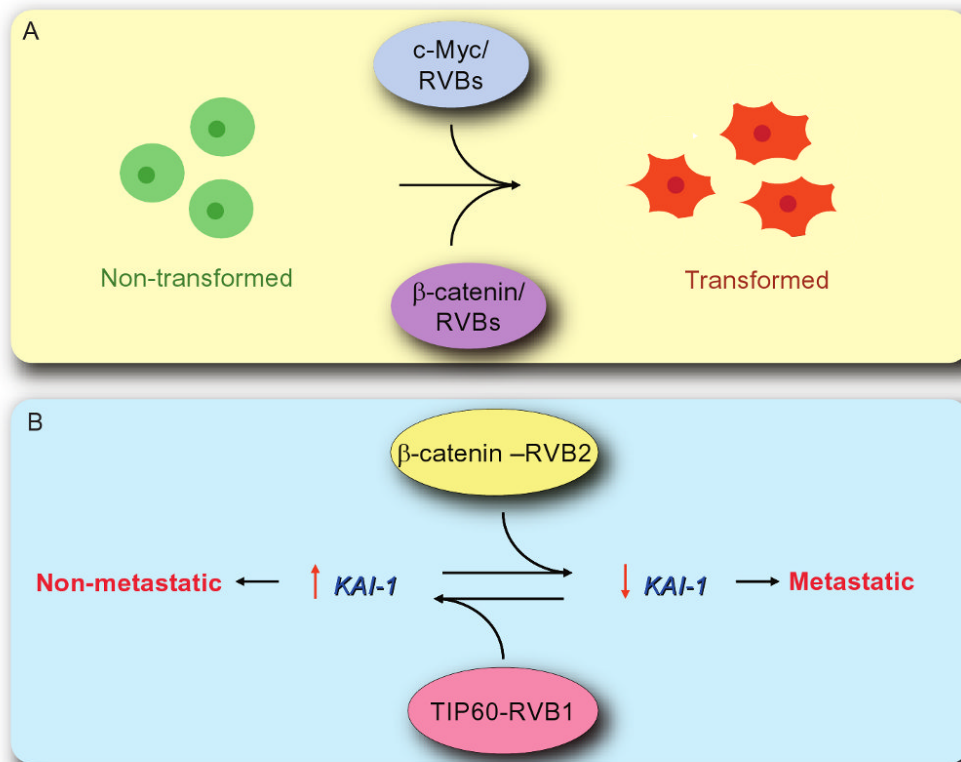 A
c-Myc/
RVBs
Non-transformed
Transformed
β-catenin/
RVBs
B
β-catenin –RVB2
Non-metastatic
KAI-1
KAI-1
Metastatic
TIP60-RVB1